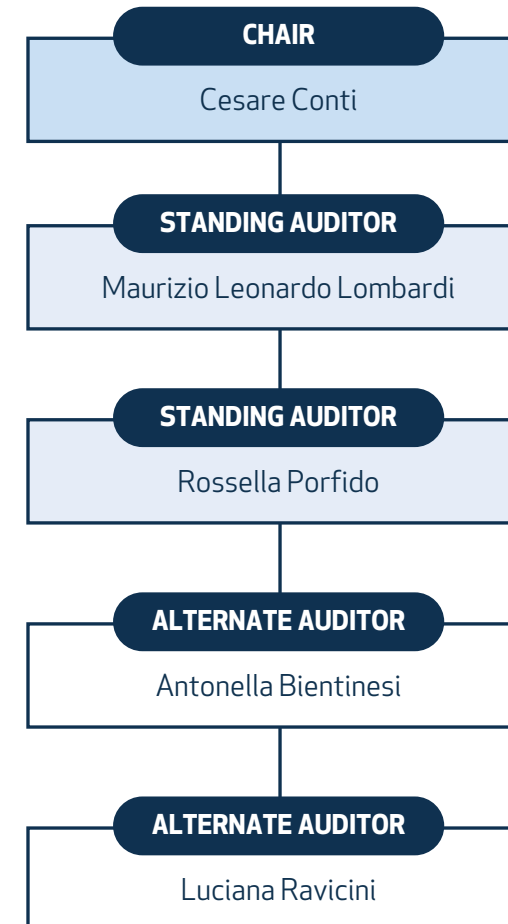 CHAIR
Cesare Conti
STANDING AUDITOR
Maurizio Leonardo Lombardi
STANDING AUDITOR
Rossella Porfido
ALTERNATE AUDITOR
Antonella Bientinesi
ALTERNATE AUDITOR
Luciana Ravicini